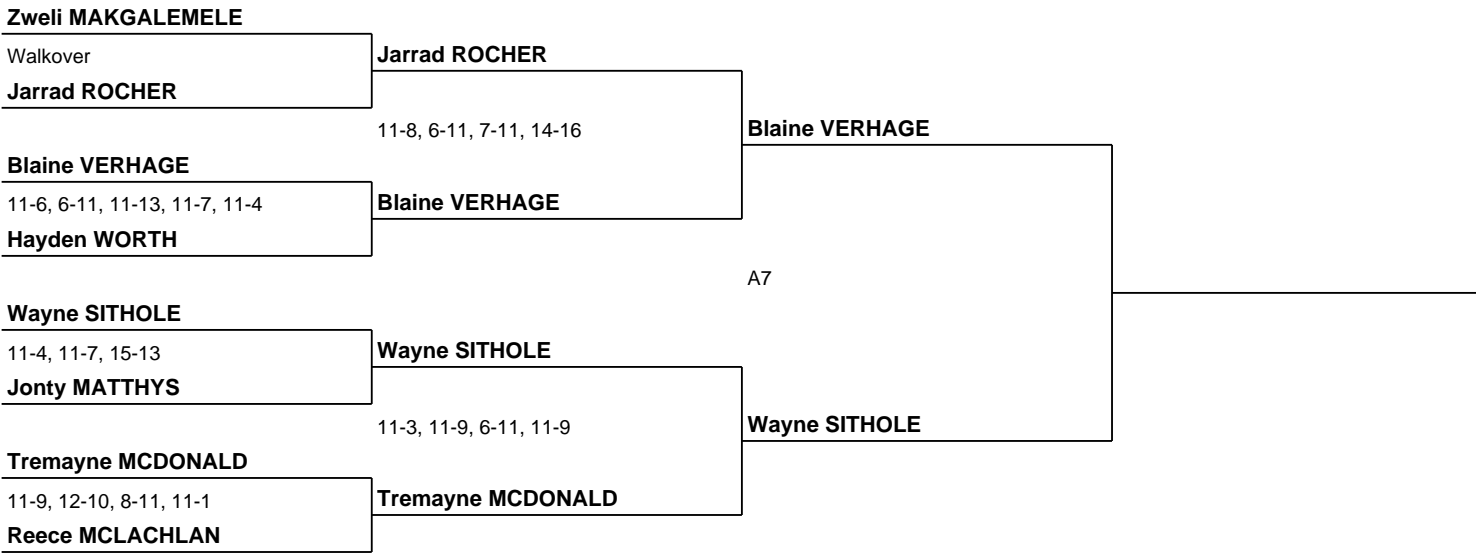 Zweli MAKGALEMELE
Walkover
Jarrad ROCHER
Jarrad ROCHER
11-8, 6-11, 7-11, 14-16
Blaine VERHAGE
Blaine VERHAGE
11-6, 6-11, 11-13, 11-7, 11-4
Blaine VERHAGE
Hayden WORTH
A7
Wayne SITHOLE
11-4, 11-7, 15-13
Wayne SITHOLE
Jonty MATTHYS
11-3, 11-9, 6-11, 11-9
Wayne SITHOLE
Tremayne MCDONALD
11-9, 12-10, 8-11, 11-1
Tremayne MCDONALD
Reece MCLACHLAN